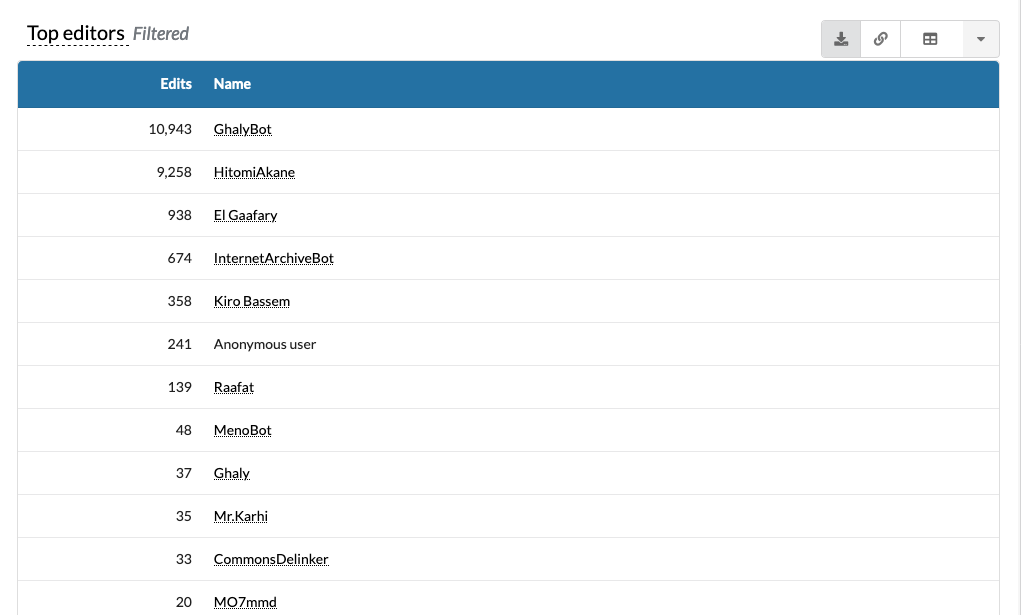 Top editors Filtered
Edits Name
10,943 GhalyBot
9,258 HitomiAkane
938 El Gaafary
674 InternetArchiveBot
358 Kiro Bassem
241 Anonymous user
139 Raafat
48 MenoBot
37 Ghaly
35 Mr.Karhi
33 CommonsDelinker
20 MO7mmd